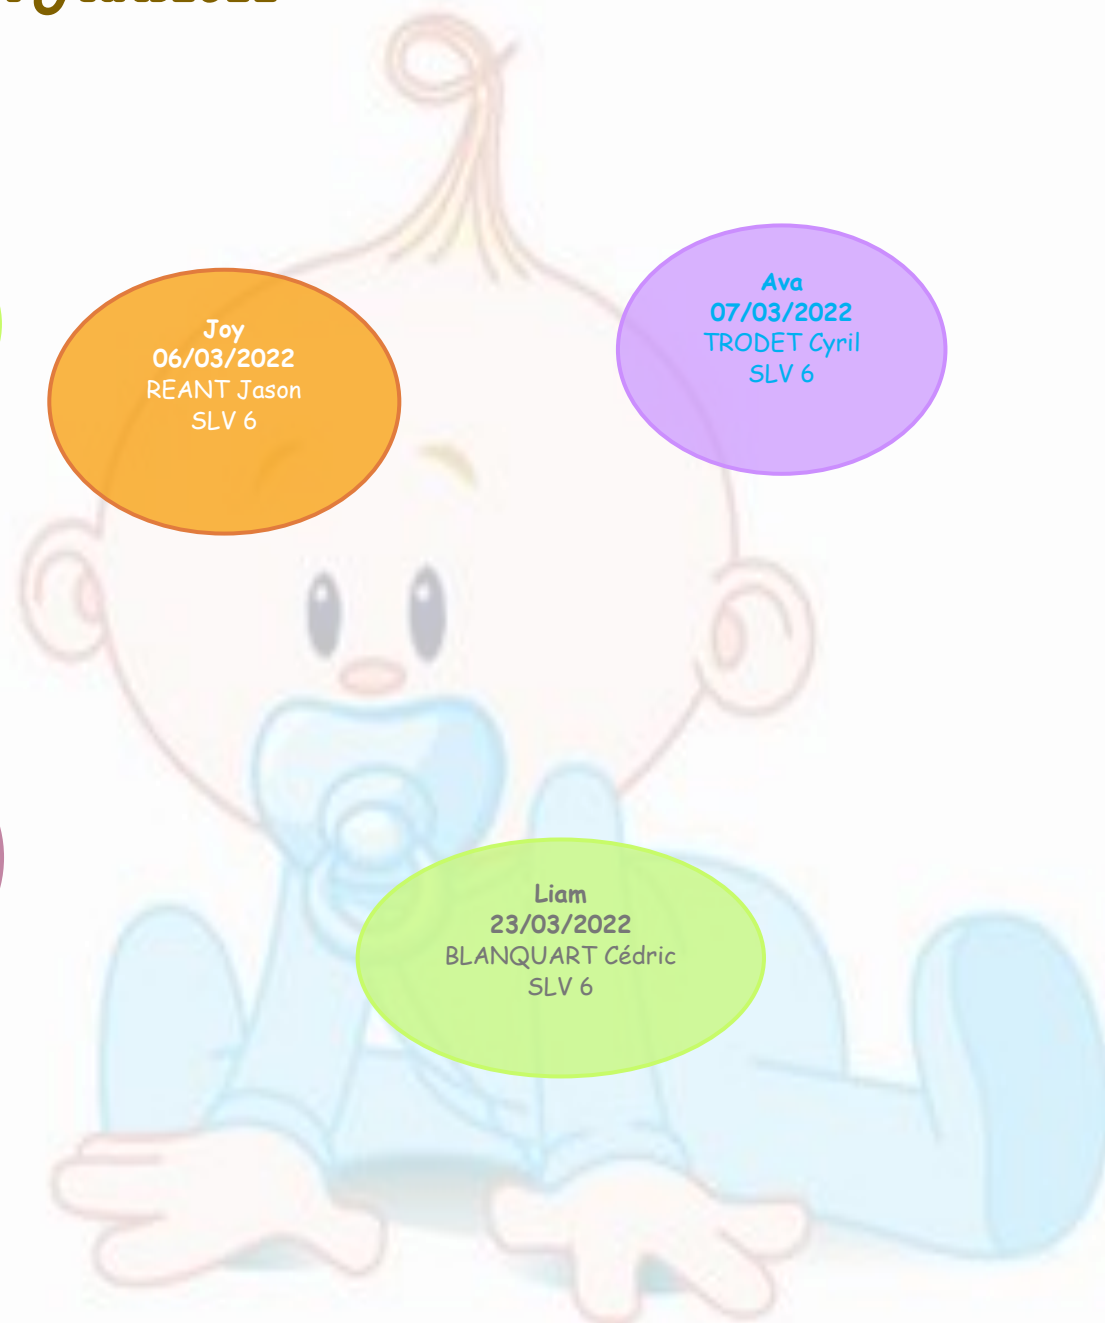 Joy
06/03/2022
REANT Jason
SLV 6
Ava
07/03/2022
TRODET Cyril
SLV 6
Liam
23/03/2022
BLANQUART Cédric
SLV 6